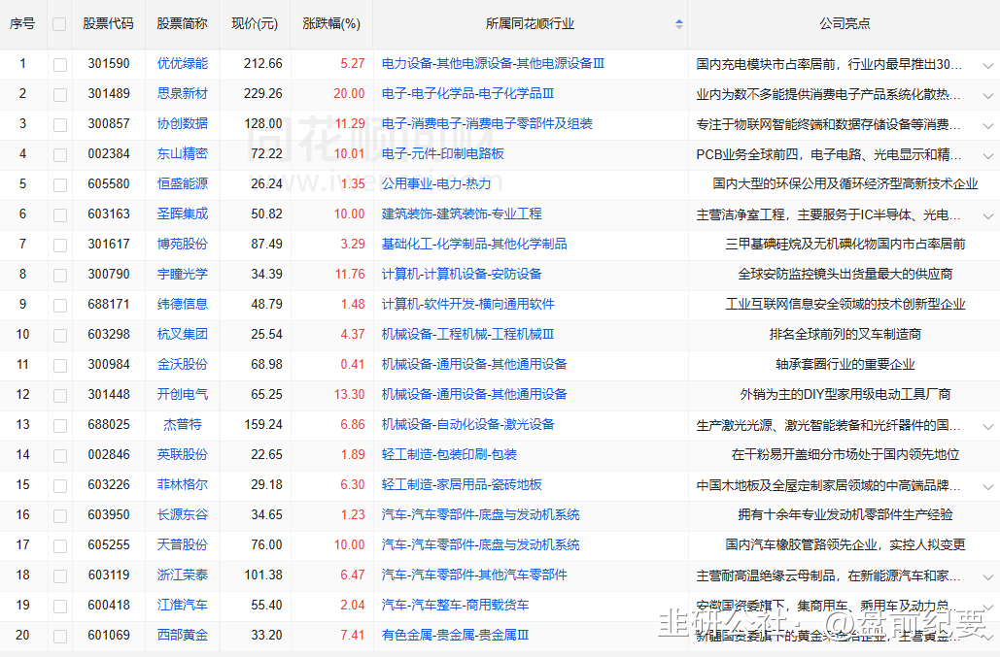 序号 股票代码 股票简称 现价(元) 涨跌幅(%) 所属同花顺行业 公司亮点
1 301590 优优绿能 212.66 5.27 电力设备-其他电源设备-其他电源设备Ⅲ 国内充电模块市占率居前，行业内最早推出30...
2 301489 思泉新材 229.26 20.00 电子-电子化学品-电子化学品Ⅲ 业内为数不多能提供消费电子产品系统化散热...
3 300857 协创数据 128.00 11.29 电子-消费电子-消费电子零部件及组装 专注于物联网智能终端和数据存储设备等消费...
4 002384 东山精密 72.22 10.01 电子-元件-印制电路板 PCB业务全球前四，电子电路、光电显示和精...
5 605580 恒盛能源 26.24 1.35 公用事业-电力-热力 国内大型的环保公用及循环经济型高新技术企业
6 603163 圣晖集成 50.82 10.00 建筑装饰-建筑装饰-专业工程 主营洁净室工程，主要服务于IC半导体、光电...
7 301617 博苑股份 87.49 3.29 基础化工-化学制品-其他化学制品 三甲基碘硅烷及无机碘化物国内市占率居前
8 300790 宇瞳光学 34.39 11.76 计算机-计算机设备-安防设备 全球安防监控镜头出货量最大的供应商
9 688171 纬德信息 48.79 1.48 计算机-软件开发-横向通用软件 工业互联网信息安全领域的技术创新型企业
10 603298 杭叉集团 25.54 4.37 机械设备-工程机械-工程机械Ⅲ 排名全球前列的叉车制造商
11 300984 金沃股份 68.98 0.41 机械设备-通用设备-其他通用设备 轴承套圈行业的重要企业
12 301448 开创电气 65.25 13.30 机械设备-通用设备-其他通用设备 外销为主的DIY型家用级电动工具厂商
13 688025 杰普特 159.24 6.86 机械设备-自动化设备-激光设备 生产激光光源、激光智能装备和光纤器件的国...
14 002846 英联股份 22.65 1.89 轻工制造-包装印刷-包装 在干粉易开盖细分市场处于国内领先地位
15 603226 菲林格尔 29.18 6.30 轻工制造-家居用品-瓷砖地板 中国木地板及全屋定制家居领域的中高端品牌...
16 603950 长源东谷 34.65 1.23 汽车-汽车零部件-底盘与发动机系统 拥有十余年专业发动机零部件生产经验
17 605255 天普股份 76.00 10.00 汽车-汽车零部件-底盘与发动机系统 国内汽车橡胶管路领先企业，实控人拟变更
18 603119 浙江荣泰 101.38 6.47 汽车-汽车零部件-其他汽车零部件 主营耐高温绝缘云母制品，在新能源汽车和家...
19 600418 江淮汽车 55.40 2.04 汽车-汽车整车-商用载货车 安徽国资委旗下，集商用车、乘用车及动力总...
20 601069 西部黄金 33.20 7.41 有色金属-贵金属-贵金属Ⅲ 新疆国资委旗下的黄金采选冶企业，主营黄金...
同花顺问财
www.iwencai.com
韭研公社：@盘前纪要